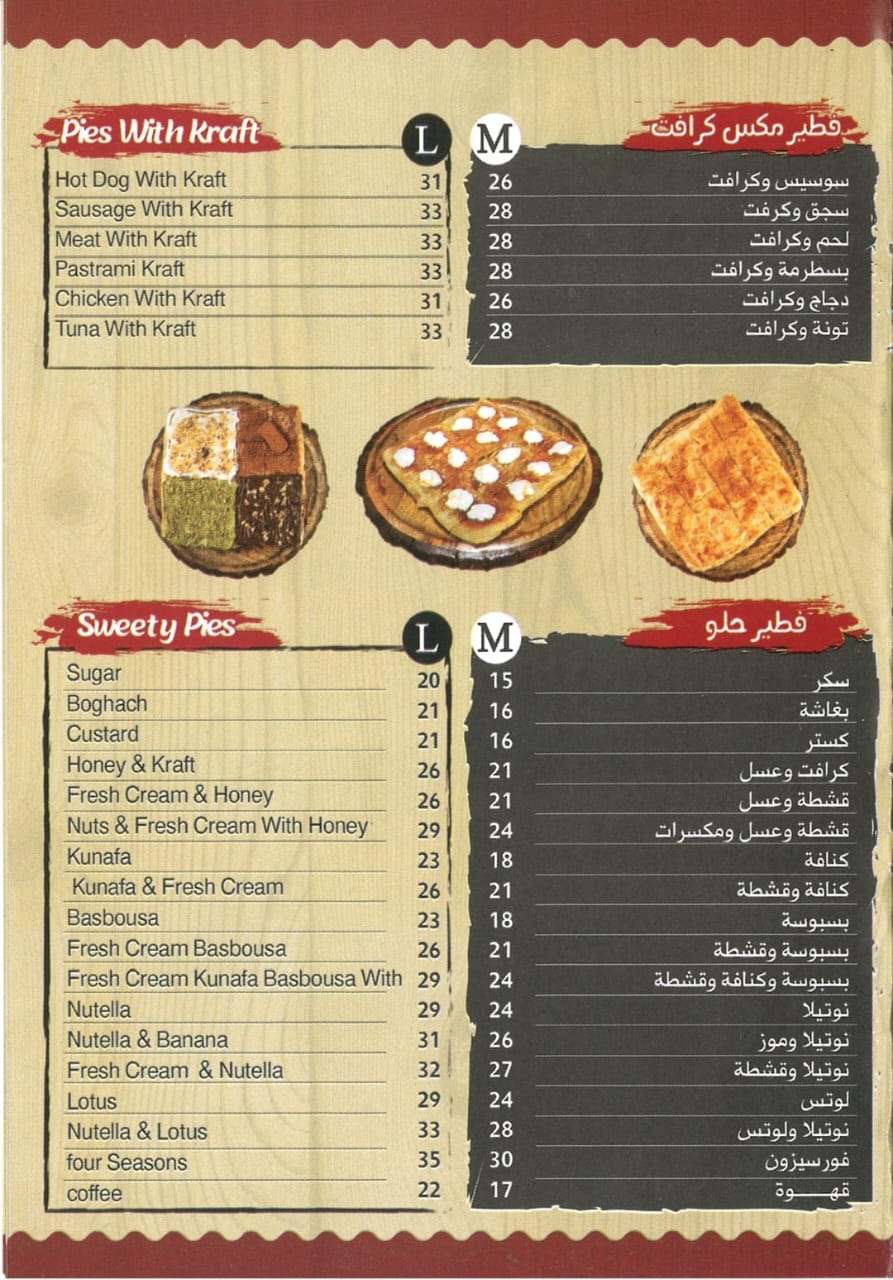 Pies With Kraft L M فطير مكس كرافت
Hot Dog With Kraft 31 26 سوسيس وكرافت
Sausage With Kraft 33 28 سجق وكرفت
Meat With Kraft 33 28 لحم وكرافت
Pastrami Kraft 33 28 بسطرمة وكرافت
Chicken With Kraft 31 26 دجاج وكرافت
Tuna With Kraft 33 28 تونة وكرافت
Sweety Pies L M فطير حلو
Sugar 20 15 سكر
Boghach 21 16 بغاشة
Custard 21 16 كستر
Honey & Kraft 26 21 كرافت وعسل
Fresh Cream & Honey 26 21 قشطة وعسل
Nuts & Fresh Cream With Honey 29 24 قشطة وعسل ومكسرات
Kunafa 23 18 كنافة
Kunafa & Fresh Cream 26 21 كنافة وقشطة
Basbousa 23 18 بسبوسة
Fresh Cream Basbousa 26 21 بسبوسة وقشطة
Fresh Cream Kunafa Basbousa With 29 24 بسبوسة وكنافة وقشطة
Nutella 29 24 نوتيلا
Nutella & Banana 31 26 نوتيلا وموز
Fresh Cream & Nutella 32 27 نوتيلا وقشطة
Lotus 29 24 لوتس
Nutella & Lotus 33 28 نوتيلا ولوتس
four Seasons 35 30 فورسيزون
coffee 22 17 قهـــــوة